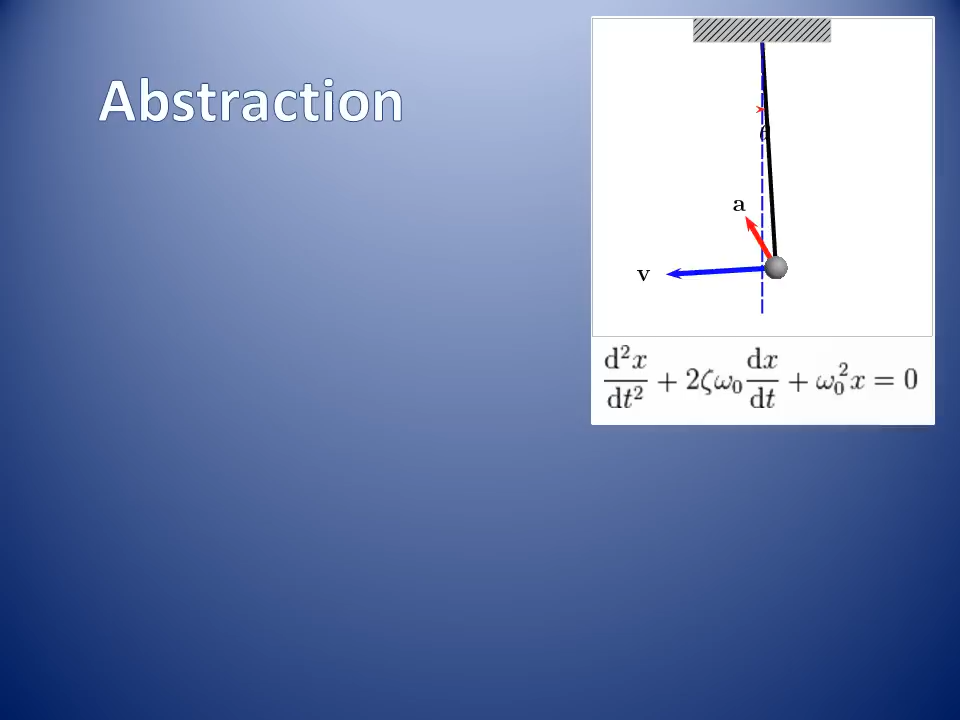 Abstraction
θ
a
v
d²x/dt² + 2ζω₀ dx/dt + ω₀²x = 0